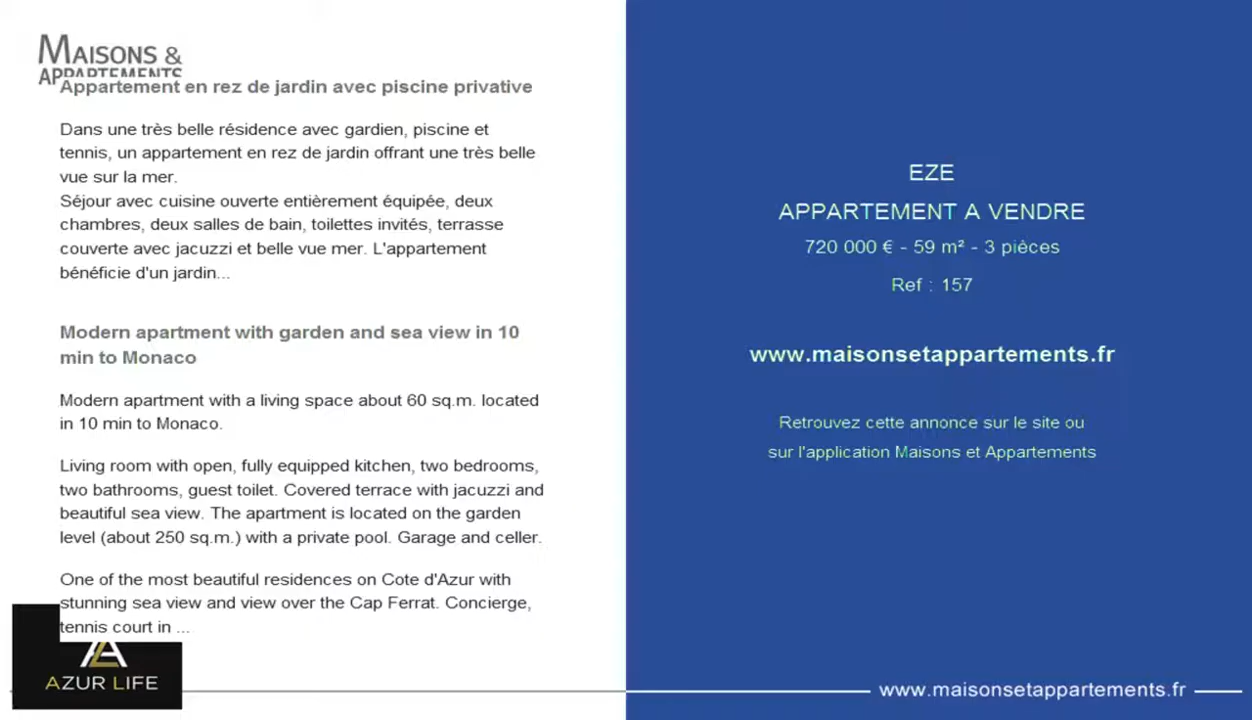 MAISONS &
APPARTEMENTS
Appartement en rez de jardin avec piscine privative
Dans une très belle résidence avec gardien, piscine et
tennis, un appartement en rez de jardin offrant une très belle
vue sur la mer.
Séjour avec cuisine ouverte entièrement équipée, deux
chambres, deux salles de bain, toilettes invités, terrasse
couverte avec jacuzzi et belle vue mer. L'appartement
bénéficie d'un jardin...
Modern apartment with garden and sea view in 10
min to Monaco
Modern apartment with a living space about 60 sq.m. located
in 10 min to Monaco.
Living room with open, fully equipped kitchen, two bedrooms,
two bathrooms, guest toilet. Covered terrace with jacuzzi and
beautiful sea view. The apartment is located on the garden
level (about 250 sq.m.) with a private pool. Garage and celler.
One of the most beautiful residences on Cote d'Azur with
stunning sea view and view over the Cap Ferrat. Concierge,
tennis court in ...
AZUR LIFE
EZE
APPARTEMENT A VENDRE
720 000 € - 59 m² - 3 pièces
Ref : 157
www.maisonsetappartements.fr
Retrouvez cette annonce sur le site ou
sur l'application Maisons et Appartements
www.maisonsetappartements.fr